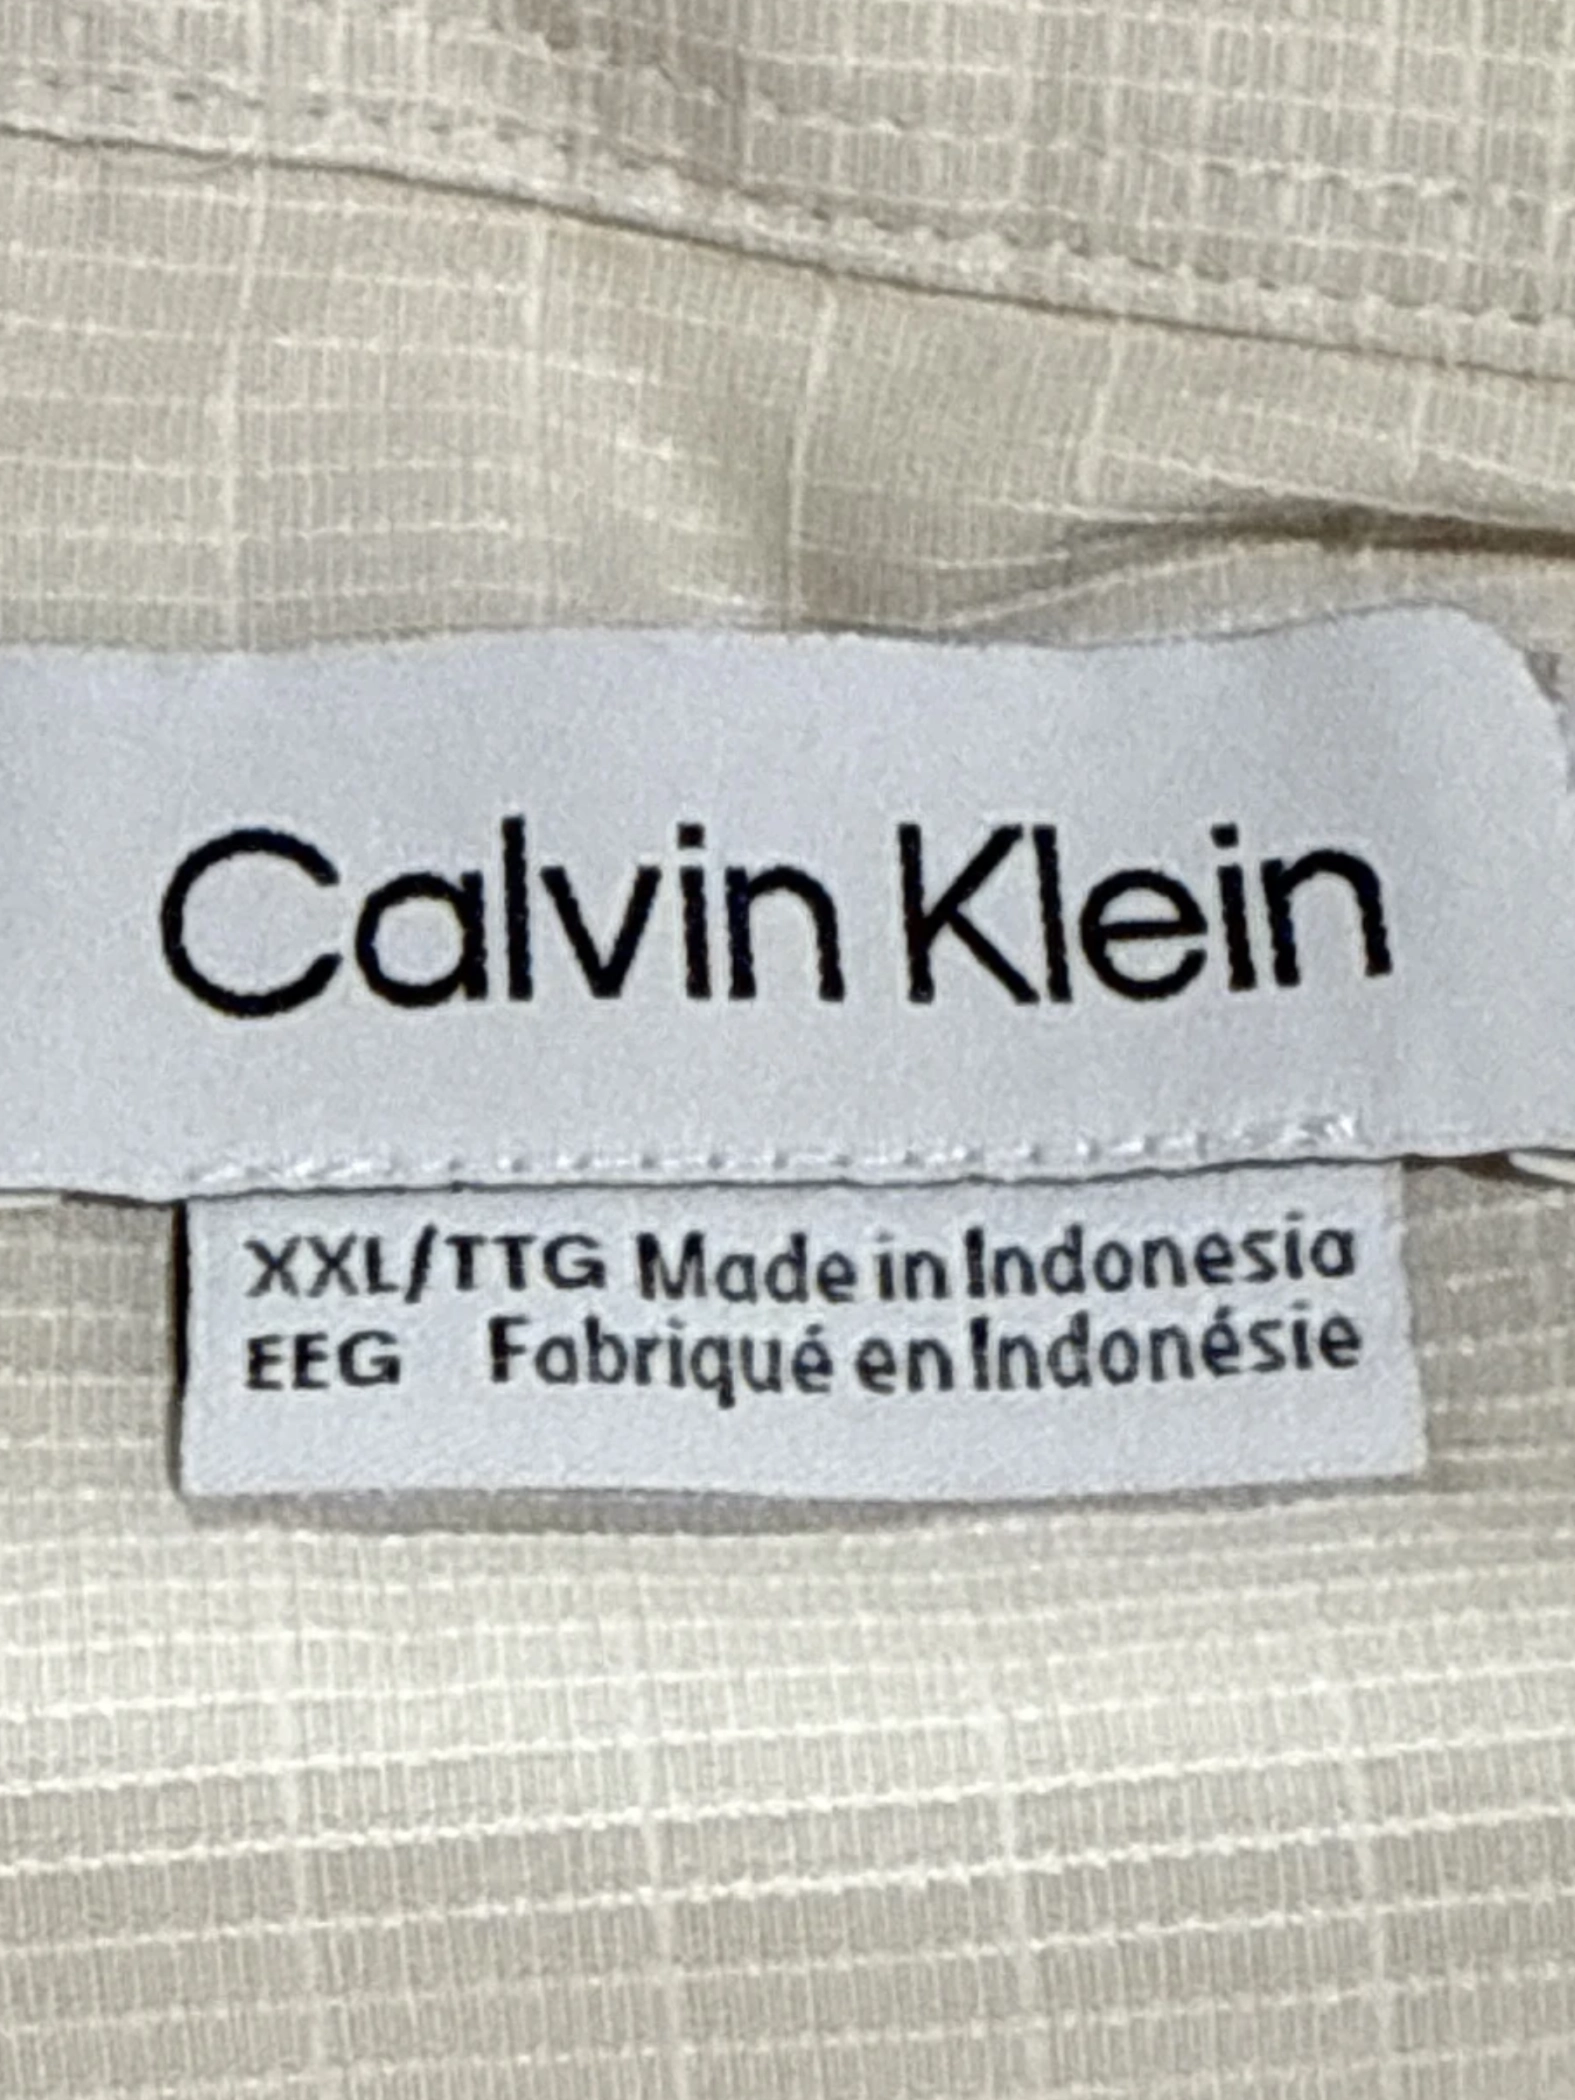 Calvin Klein
XXL/TTG Made in Indonesia
EEG Fabriqué en Indonésie